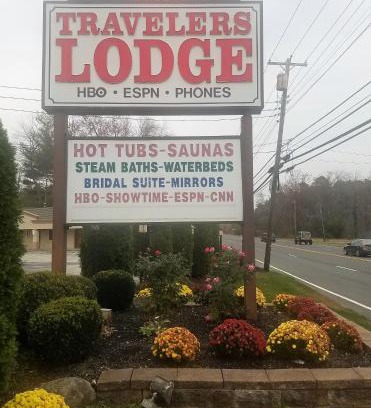 TRAVELERS
LODGE
HBO • ESPN • PHONES
HOT TUBS-SAUNAS
STEAM BATHS-WATERBEDS
BRIDAL SUITE-MIRRORS
HBO-SHOWTIME-ESPN-CNN